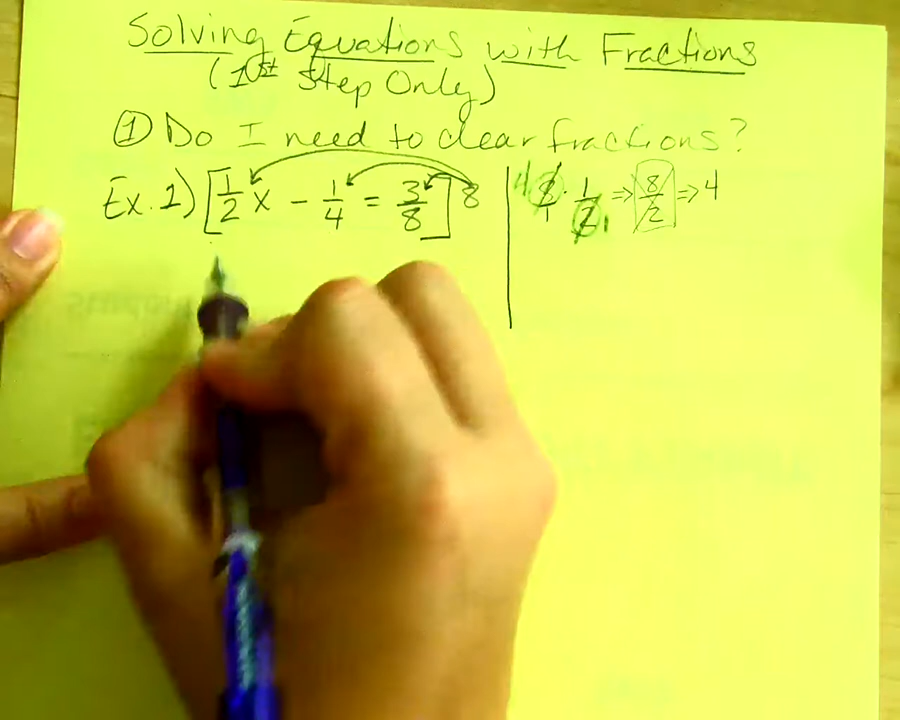 Solving Equations with Fractions
(1st Step Only)
① Do I need to clear fractions?
Ex. 1) [1/2 x - 1/4 = 3/8] 8
4 8/1 · 1/2 1 ⇒ 8/2 ⇒ 4